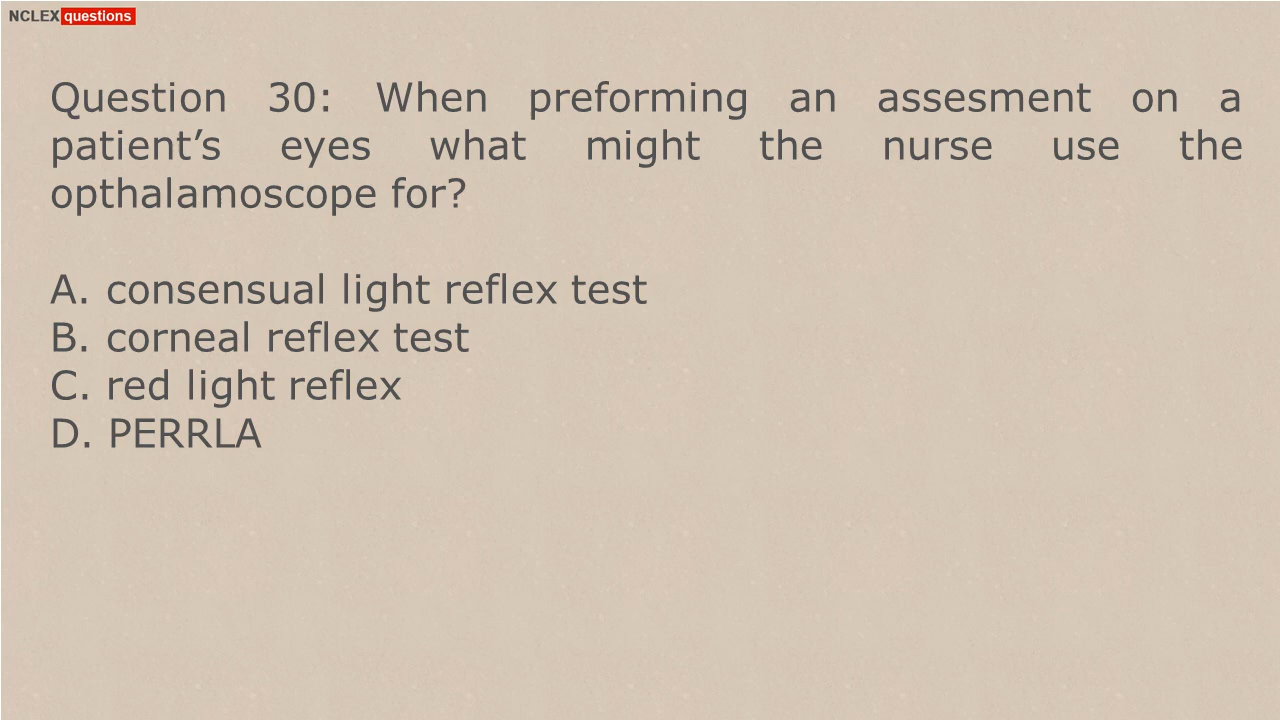 NCLEX questions
Question 30: When preforming an assesment on a
patient’s eyes what might the nurse use the
opthalamoscope for?
A. consensual light reflex test
B. corneal reflex test
C. red light reflex
D. PERRLA